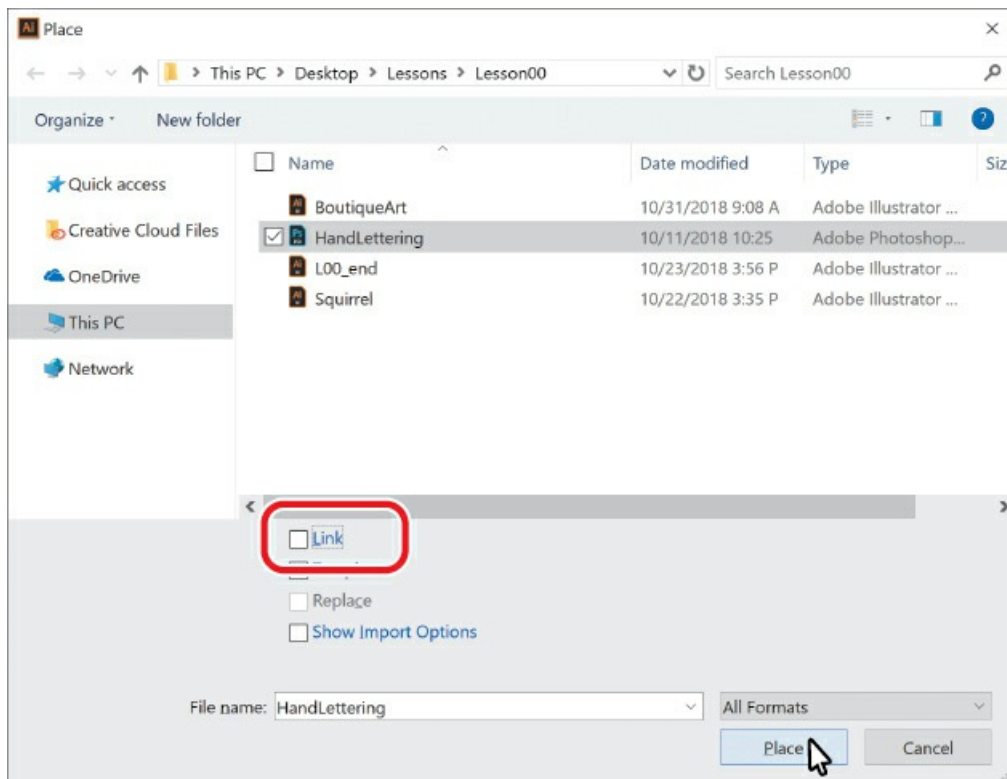 Ai Place
This PC > Desktop > Lessons > Lesson00
Search Lesson00
Organize
New folder
?
Name
Date modified
Type
Siz
Quick access
Creative Cloud Files
OneDrive
This PC
Network
BoutiqueArt 10/31/2018 9:08 A Adobe Illustrator ...
HandLettering 10/11/2018 10:25 Adobe Photoshop...
L00_end 10/23/2018 3:56 P Adobe Illustrator ...
Squirrel 10/22/2018 3:35 P Adobe Illustrator ...
Link
Replace
Show Import Options
File name: HandLettering
All Formats
Place
Cancel